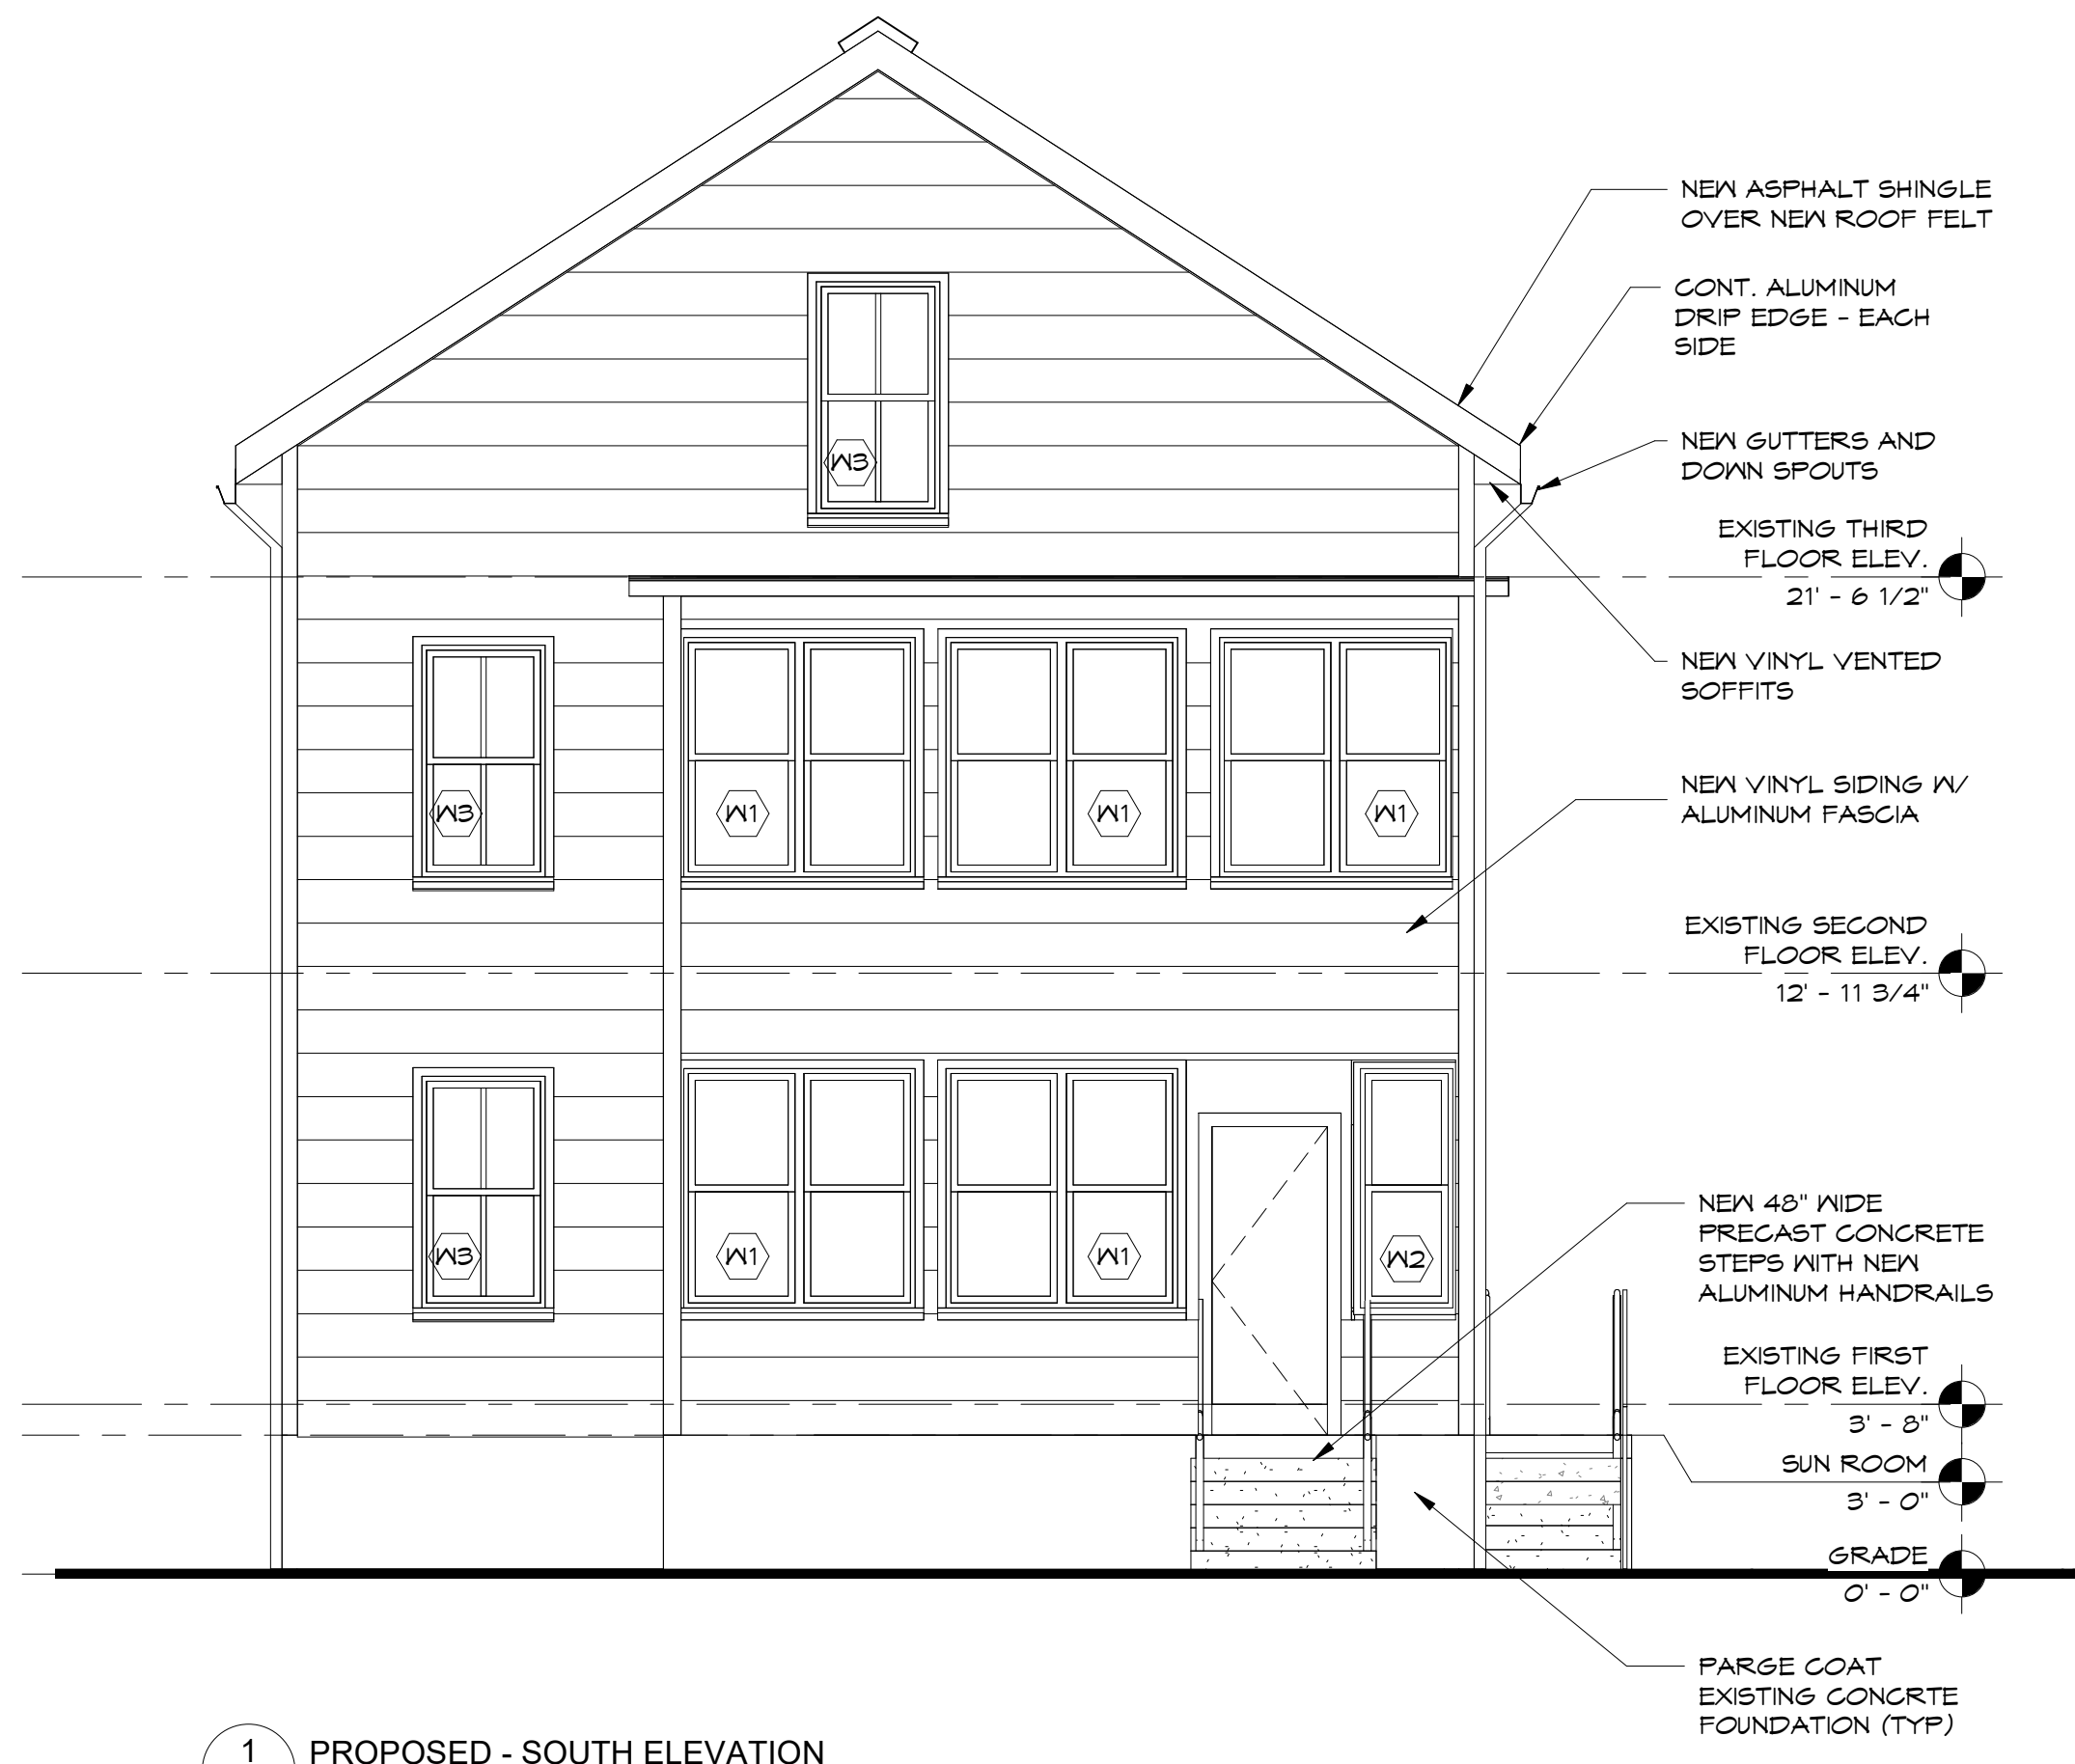 NEW ASPHALT SHINGLE
OVER NEW ROOF FELT
CONT. ALUMINUM
DRIP EDGE - EACH
SIDE
NEW GUTTERS AND
DOWN SPOUTS
W3
EXISTING THIRD
FLOOR ELEV.
21' - 6 1/2"
NEW VINYL VENTED
SOFFITS
NEW VINYL SIDING W/
ALUMINUM FASCIA
W3
W1
W1
W1
EXISTING SECOND
FLOOR ELEV.
12' - 11 3/4"
NEW 48" WIDE
PRECAST CONCRETE
STEPS WITH NEW
ALUMINUM HANDRAILS
W3
W1
W1
W2
EXISTING FIRST
FLOOR ELEV.
3' - 8"
SUN ROOM
3' - 0"
GRADE
0' - 0"
PARGE COAT
EXISTING CONCRTE
FOUNDATION (TYP)
1 PROPOSED - SOUTH ELEVATION